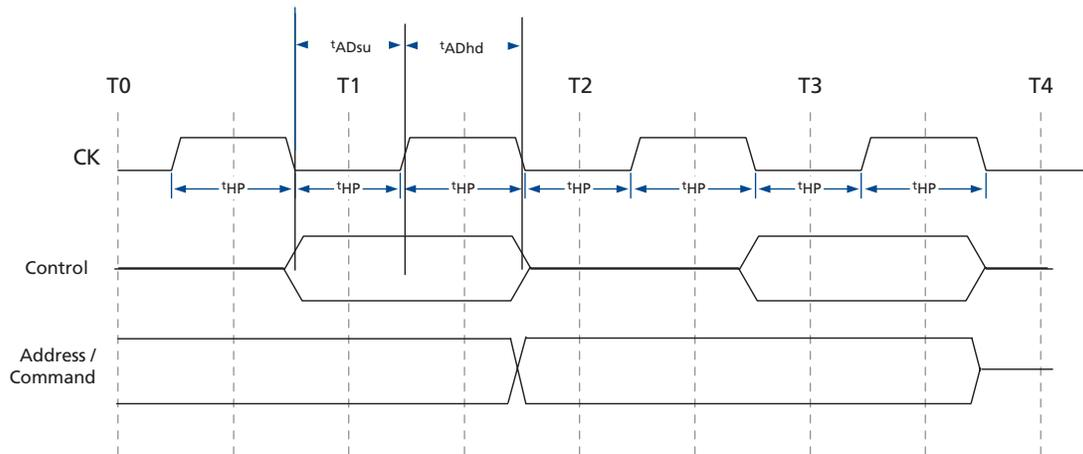 tADsu tADhd
T0 T1 T2 T3 T4
CK
tHP tHP tHP tHP tHP tHP tHP
Control
Address /
Command